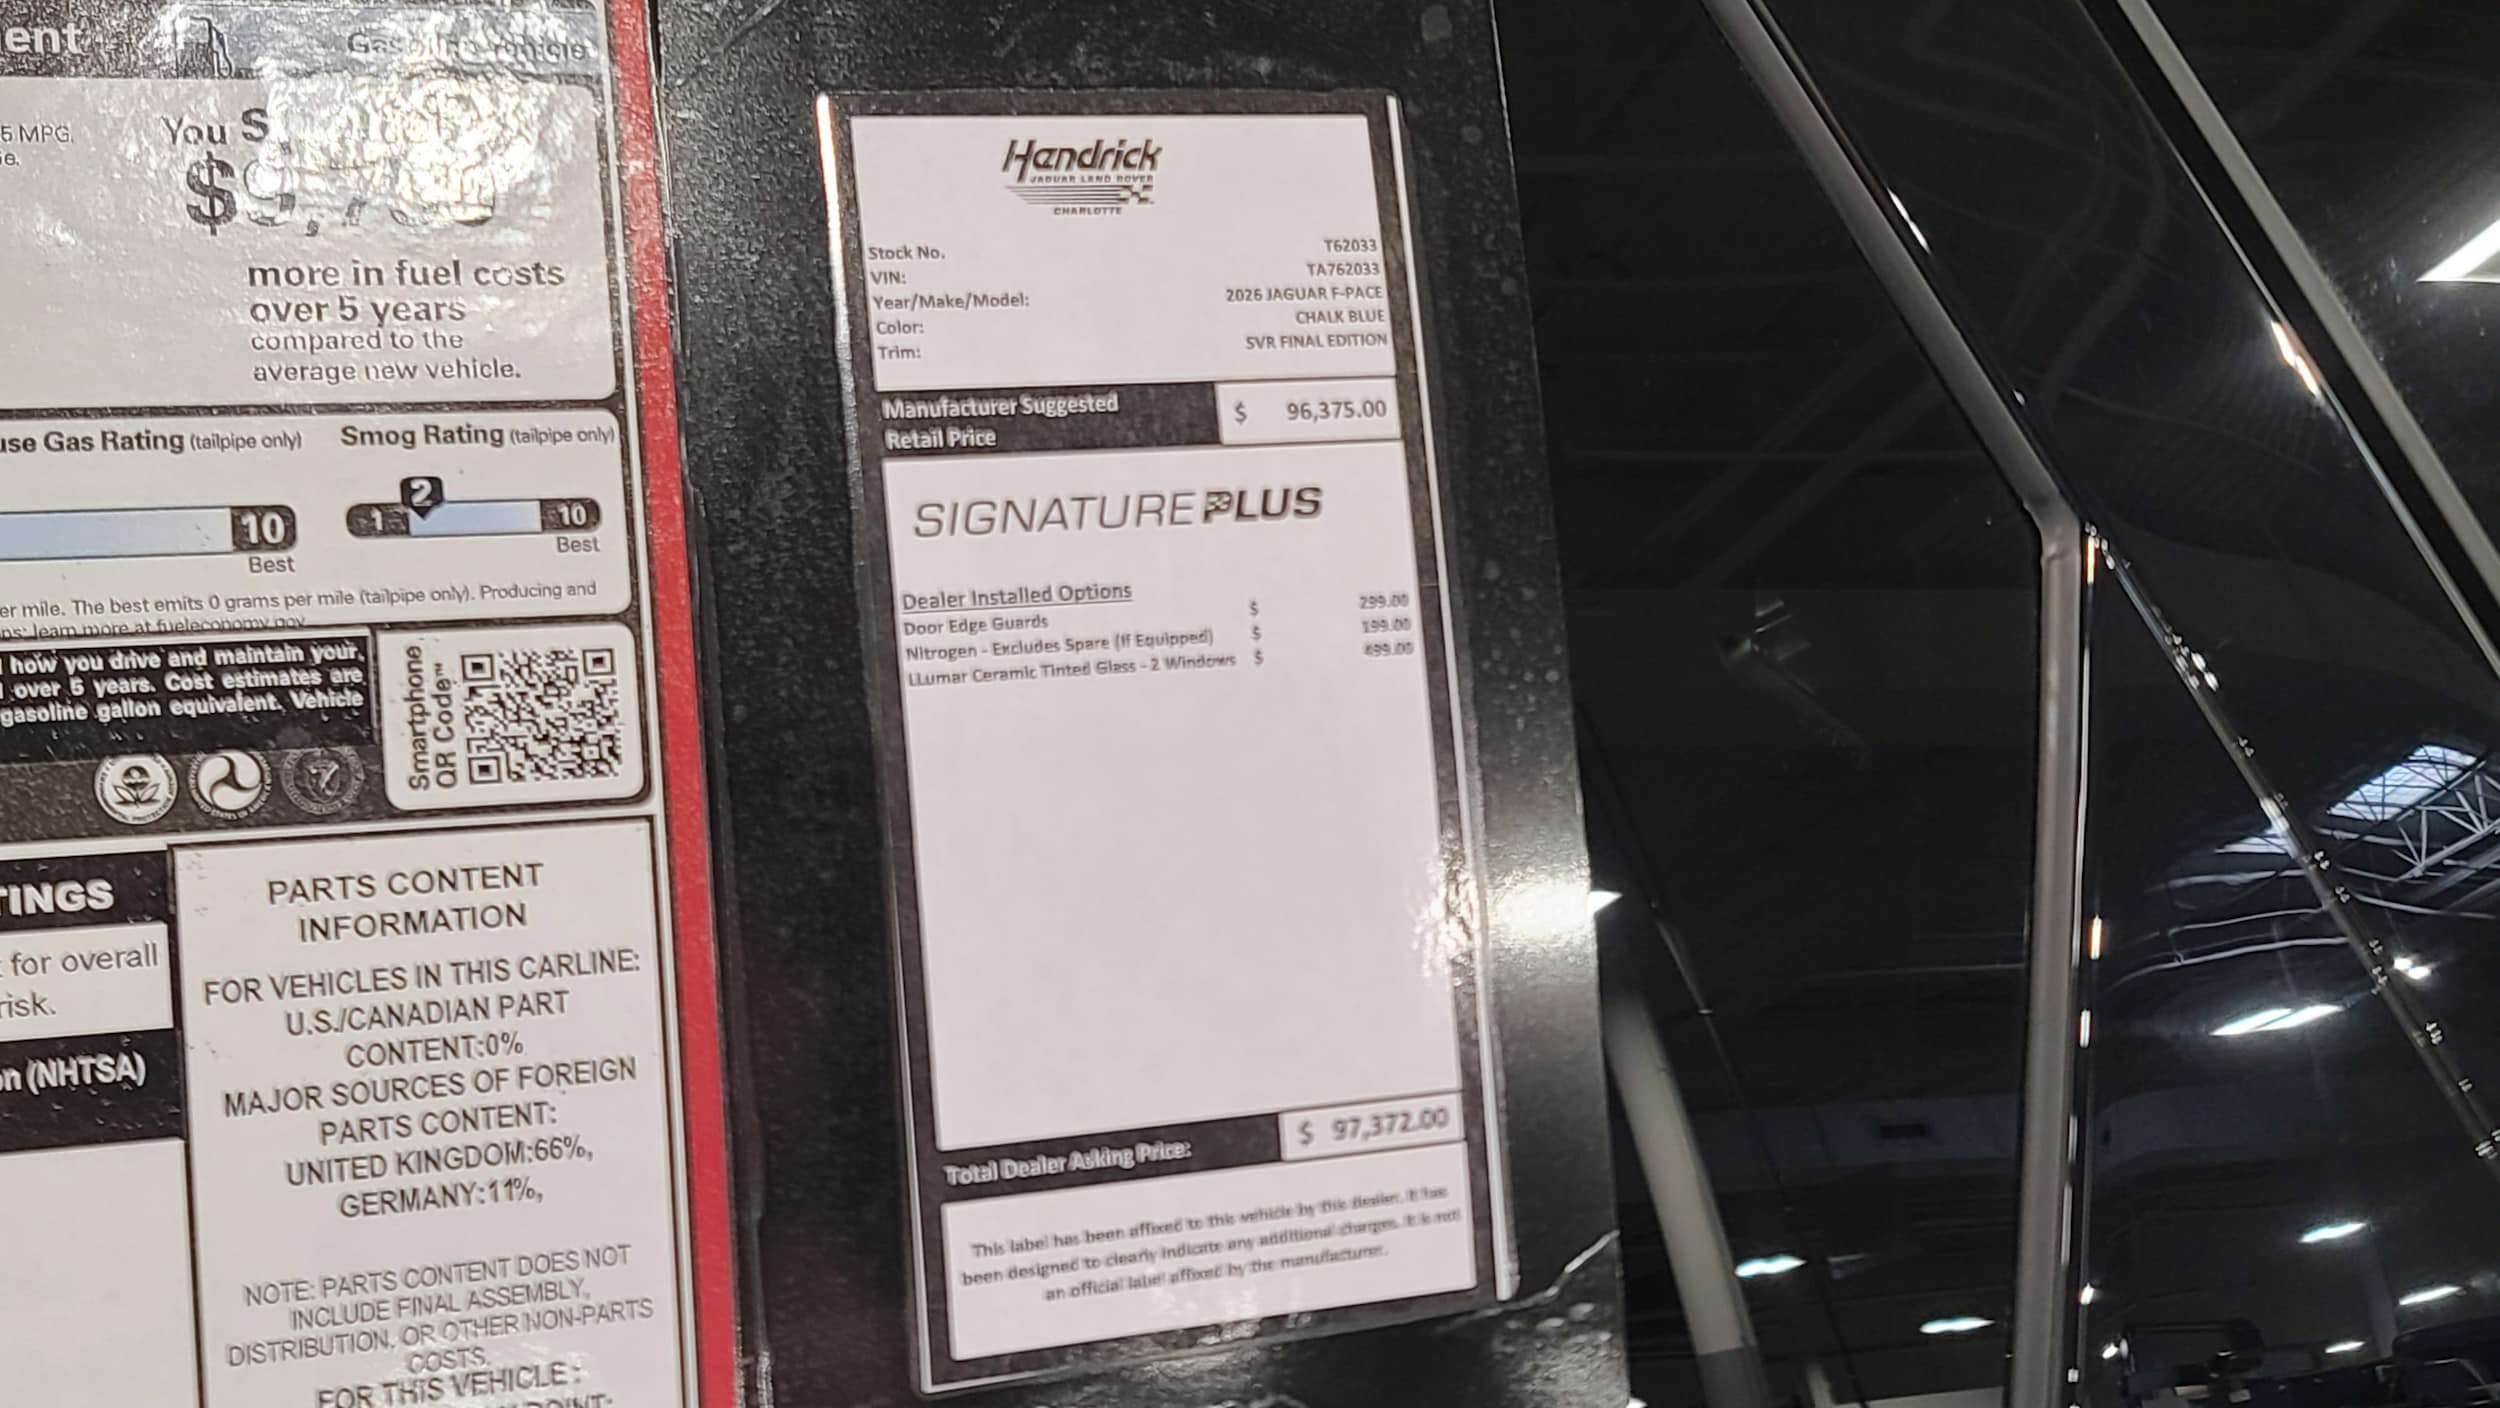 ent
Gasoline Vehicle
5 MPG.
You
$9,7
more in fuel costs
over 5 years
compared to the
average new vehicle.
use Gas Rating (tailpipe only)
Smog Rating (tailpipe only)
10
Best
1
2
10
Best
er mile. The best emits 0 grams per mile (tailpipe only). Producing and
ns; learn more at fueleconomy.gov
how you drive and maintain your
over 5 years. Cost estimates are
gasoline gallon equivalent. Vehicle
Smartphone
QR Code™
TINGS
for overall
risk.
on (NHTSA)
PARTS CONTENT
INFORMATION
FOR VEHICLES IN THIS CARLINE:
U.S./CANADIAN PART
CONTENT:0%
MAJOR SOURCES OF FOREIGN
PARTS CONTENT:
UNITED KINGDOM:66%,
GERMANY:11%,
NOTE: PARTS CONTENT DOES NOT
INCLUDE FINAL ASSEMBLY,
DISTRIBUTION, OR OTHER NON-PARTS
COSTS.
FOR THIS VEHICLE:
Hendrick
JAGUAR LAND ROVER
CHARLOTTE
Stock No. T62033
VIN: TA762033
Year/Make/Model: 2026 JAGUAR F-PACE
Color: CHALK BLUE
Trim: SVR FINAL EDITION
Manufacturer Suggested
Retail Price
$ 96,375.00
SIGNATURE PLUS
Dealer Installed Options
Door Edge Guards $ 299.00
Nitrogen - Excludes Spare (If Equipped) $ 199.00
LLumar Ceramic Tinted Glass - 2 Windows $ 499.00
Total Dealer Asking Price: $ 97,372.00
This label has been affixed to this vehicle by this dealer. It has
been designed to clearly indicate any additional charges. It is not
an official label affixed by the manufacturer.